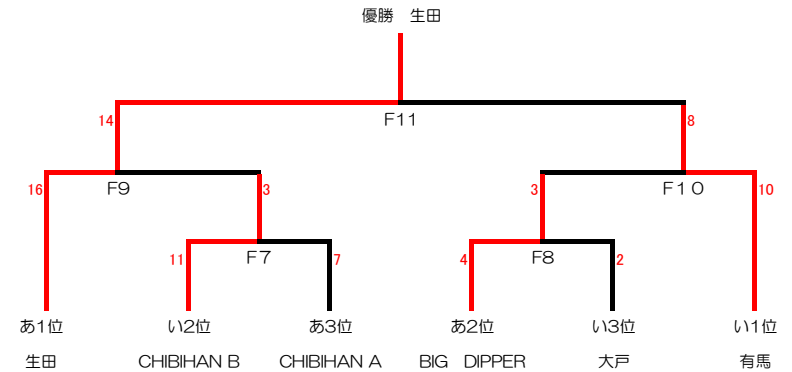 優勝　生田
F11
14
8
F9
F１０
16
3
3
10
F7
F8
11
7
4
2
あ1位
い2位
あ3位
あ2位
い3位
い1位
生田
CHIBIHAN B
CHIBIHAN A
BIG　DIPPER
大戸
有馬